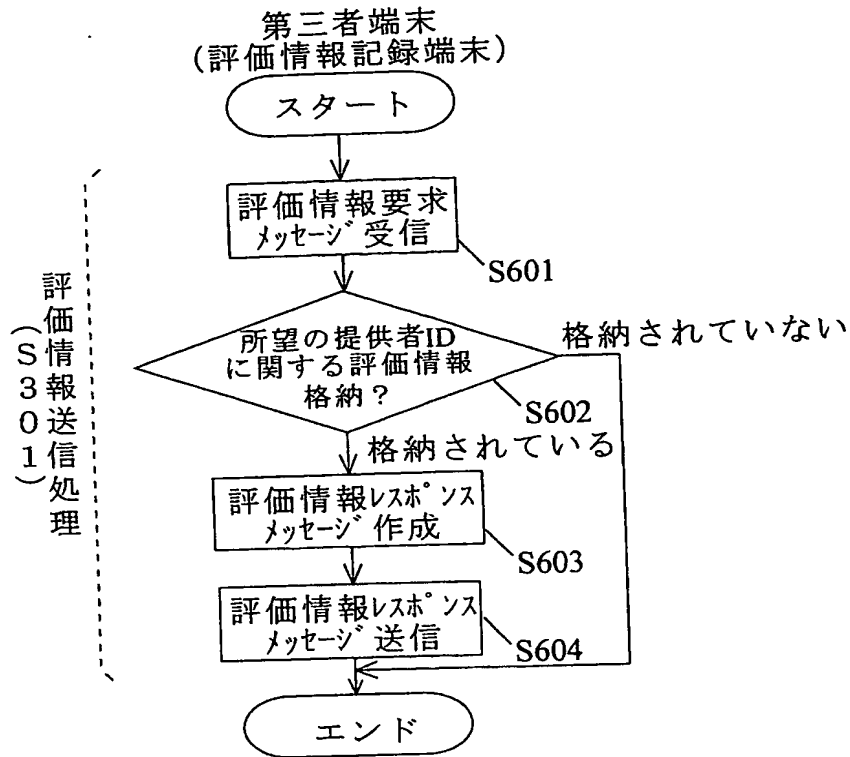 第三者端末
(評価情報記録端末)
スタート
評価情報要求
メッセージ受信
S601
所望の提供者ID
に関する評価情報
格納?
S602
格納されていない
格納されている
評価情報レスポンス
メッセージ作成
S603
評価情報レスポンス
メッセージ送信
S604
エンド
評価情報送信処理
(S301)